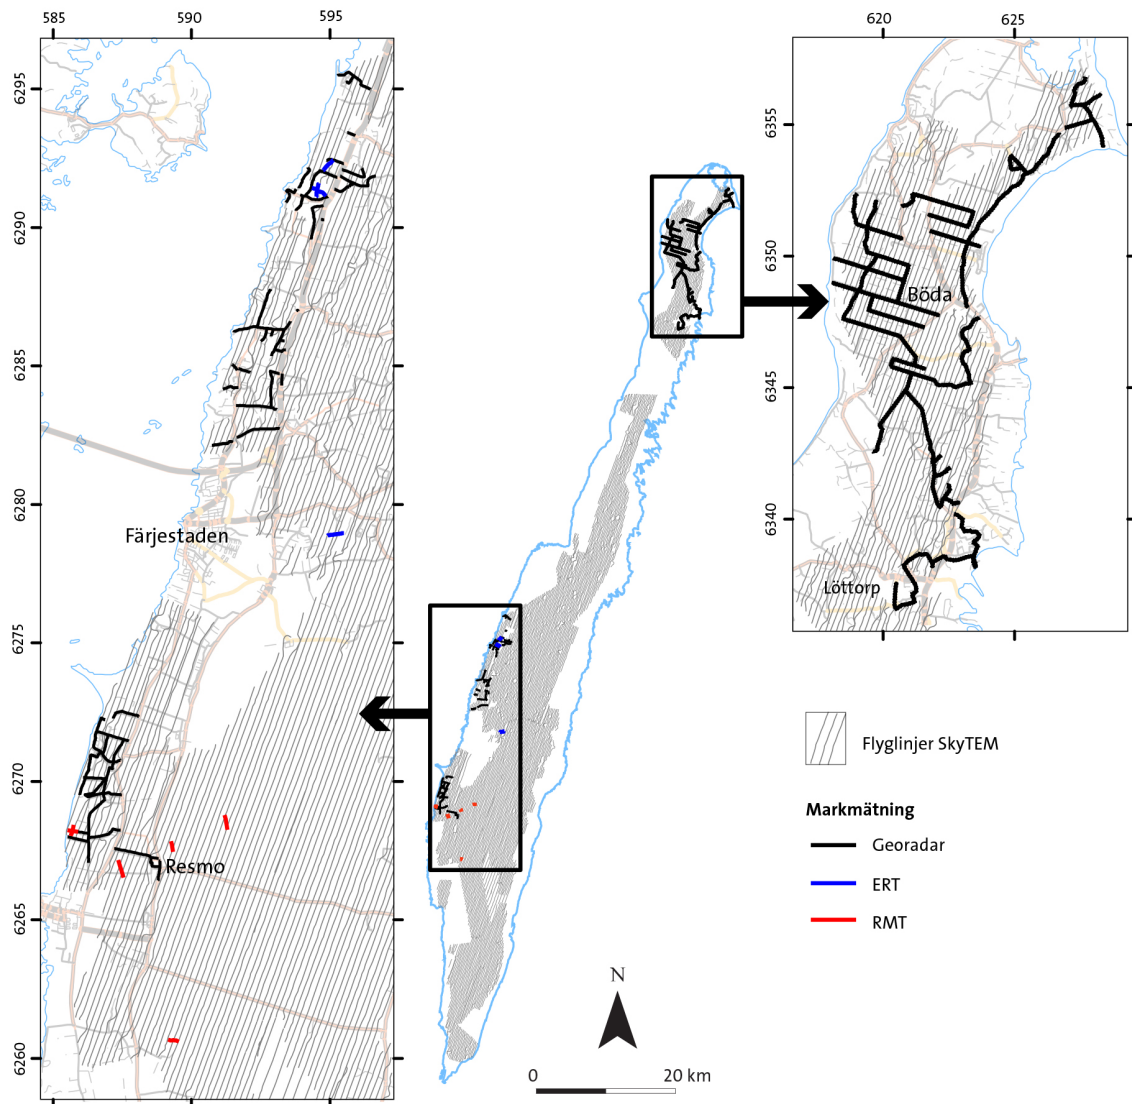 585
590
595
6295
6290
6285
6280
6275
6270
6265
6260
Färjestaden
Resmo
620
625
6355
6350
6345
6340
Böda
Löttorp
Flyglinjer SkyTEM
Markmätning
Georadar
ERT
RMT
N
0 20 km